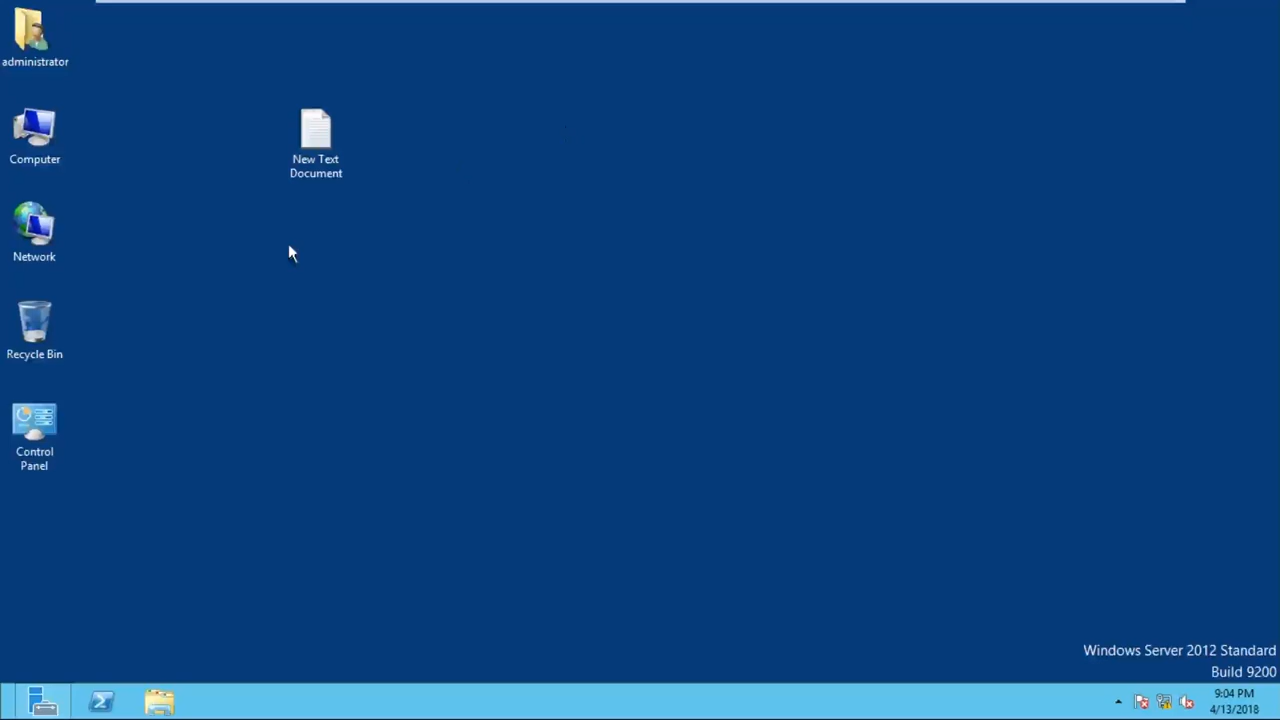 administrator
Computer
Network
Recycle Bin
Control
Panel
New Text
Document
Windows Server 2012 Standard
Build 9200
9:04 PM
4/13/2018